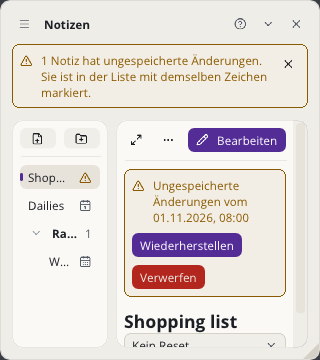 Notizen
1 Notiz hat ungespeicherte Änderungen.
Sie ist in der Liste mit demselben Zeichen
markiert.
Shop...
Dailies
Ra...
1
W...
Bearbeiten
Ungespeicherte
Änderungen vom
01.11.2026, 08:00
Wiederherstellen
Verwerfen
Shopping list
Kein Reset